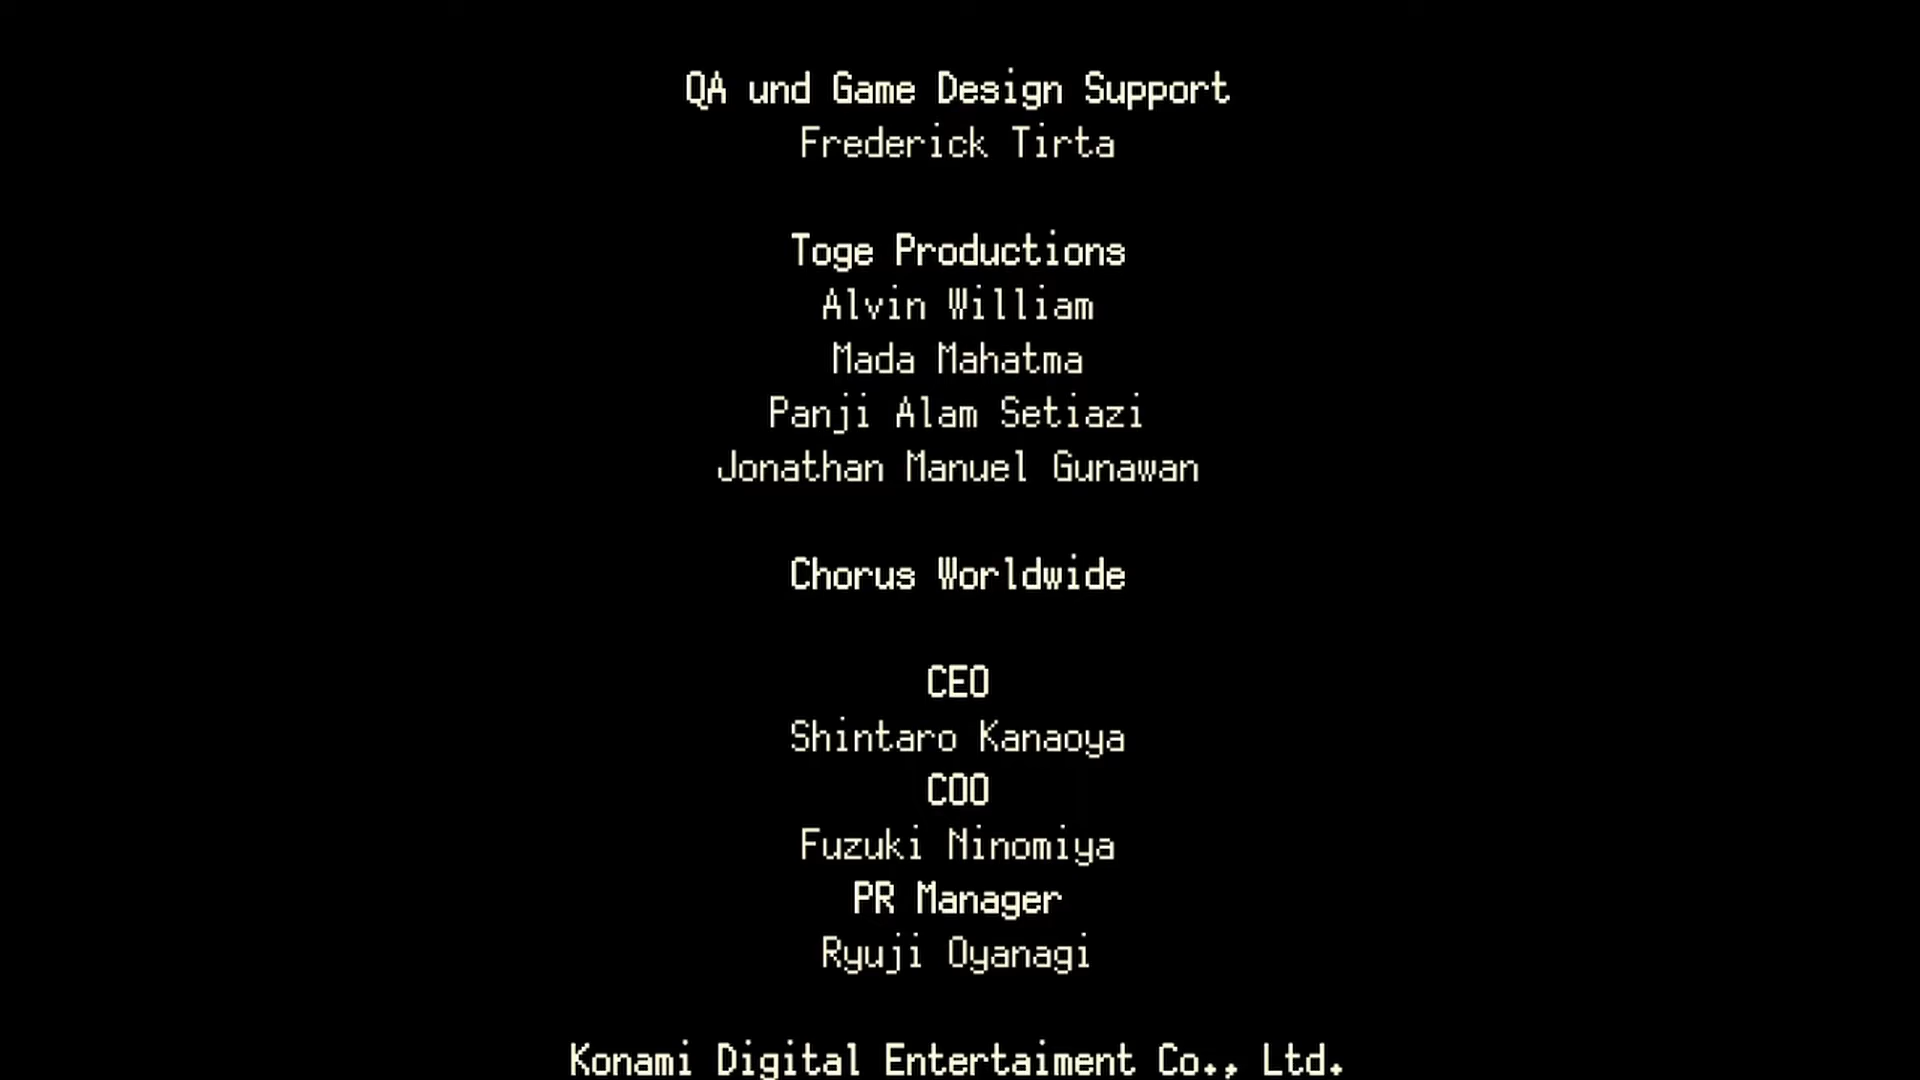 QA und Game Design Support
Frederick Tirta
Toge Productions
Alvin William
Mada Mahatma
Panji Alam Setiazi
Jonathan Manuel Gunawan
Chorus Worldwide
CEO
Shintaro Kanaoya
COO
Fuzuki Ninomiya
PR Manager
Ryuji Oyanagi
Konami Digital Entertaiment Co., Ltd.